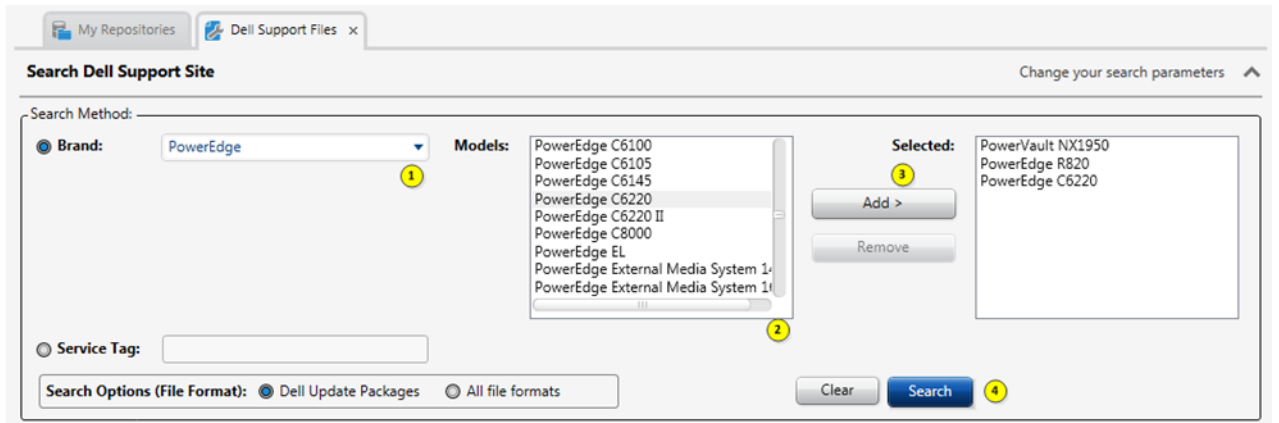 My Repositories
Dell Support Files x
Search Dell Support Site
Change your search parameters
Search Method:
Brand:
PowerEdge
1
Models:
PowerEdge C6100
PowerEdge C6105
PowerEdge C6145
PowerEdge C6220
PowerEdge C6220 II
PowerEdge C8000
PowerEdge EL
PowerEdge External Media System 14
PowerEdge External Media System 1
2
Selected:
3
Add >
Remove
PowerVault NX1950
PowerEdge R820
PowerEdge C6220
Service Tag:
Search Options (File Format): Dell Update Packages All file formats
Clear
Search
4